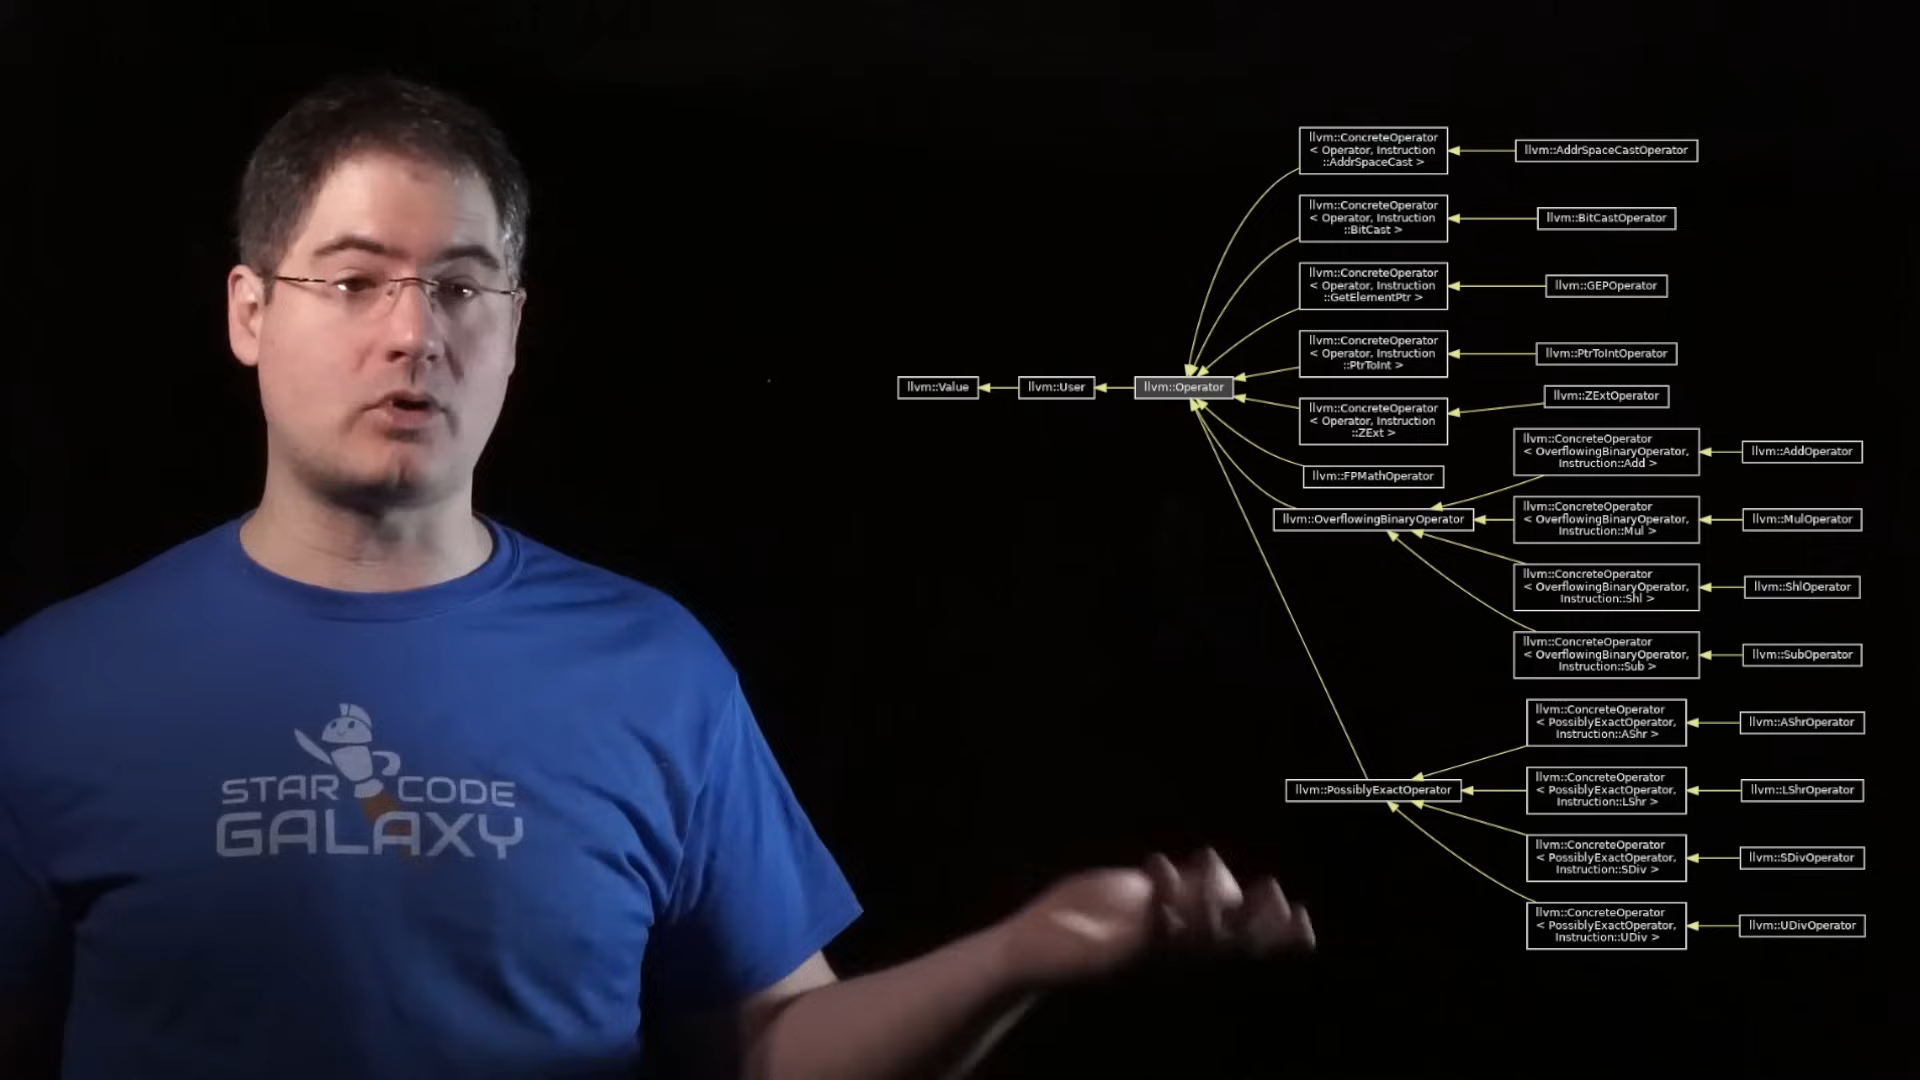 STAR CODE
GALAXY
llvm::Value
llvm::User
llvm::Operator
llvm::ConcreteOperator
< Operator, Instruction
::AddrSpaceCast >
llvm::AddrSpaceCastOperator
llvm::ConcreteOperator
< Operator, Instruction
::BitCast >
llvm::BitCastOperator
llvm::ConcreteOperator
< Operator, Instruction
::GetElementPtr >
llvm::GEPOperator
llvm::ConcreteOperator
< Operator, Instruction
::PtrToInt >
llvm::PtrToIntOperator
llvm::ConcreteOperator
< Operator, Instruction
::ZExt >
llvm::ZExtOperator
llvm::FPMathOperator
llvm::OverflowingBinaryOperator
llvm::ConcreteOperator
< OverflowingBinaryOperator,
Instruction::Add >
llvm::AddOperator
llvm::ConcreteOperator
< OverflowingBinaryOperator,
Instruction::Mul >
llvm::MulOperator
llvm::ConcreteOperator
< OverflowingBinaryOperator,
Instruction::Shl >
llvm::ShlOperator
llvm::ConcreteOperator
< OverflowingBinaryOperator,
Instruction::Sub >
llvm::SubOperator
llvm::PossiblyExactOperator
llvm::ConcreteOperator
< PossiblyExactOperator,
Instruction::AShr >
llvm::AShrOperator
llvm::ConcreteOperator
< PossiblyExactOperator,
Instruction::LShr >
llvm::LShrOperator
llvm::ConcreteOperator
< PossiblyExactOperator,
Instruction::SDiv >
llvm::SDivOperator
llvm::ConcreteOperator
< PossiblyExactOperator,
Instruction::UDiv >
llvm::UDivOperator